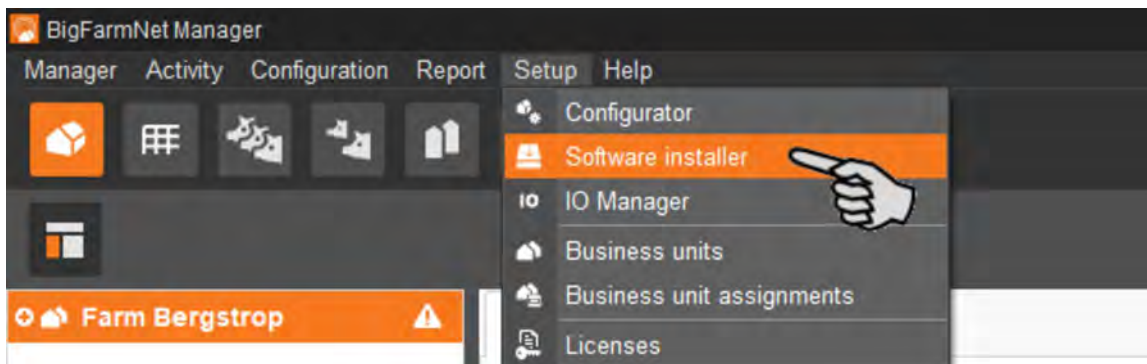 BigFarmNet Manager
Manager Activity Configuration Report Setup Help
Configurator
Software installer
IO IO Manager
Business units
Farm Bergstrop
Business unit assignments
Licenses